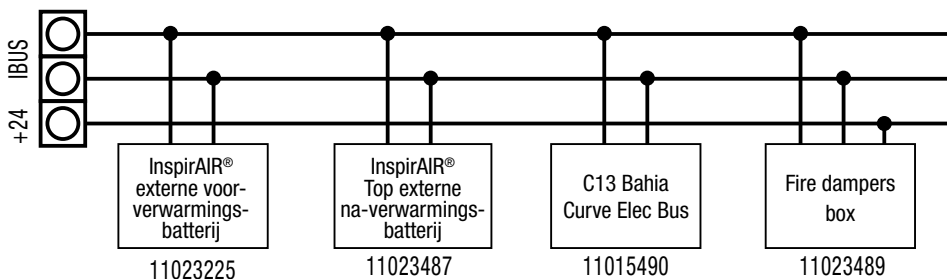 IBUS
+24
InspirAIR®
externe voor-
verwarmings-
batterij
11023225
InspirAIR®
Top externe
na-verwarmings-
batterij
11023487
C13 Bahia
Curve Elec Bus
11015490
Fire dampers
box
11023489